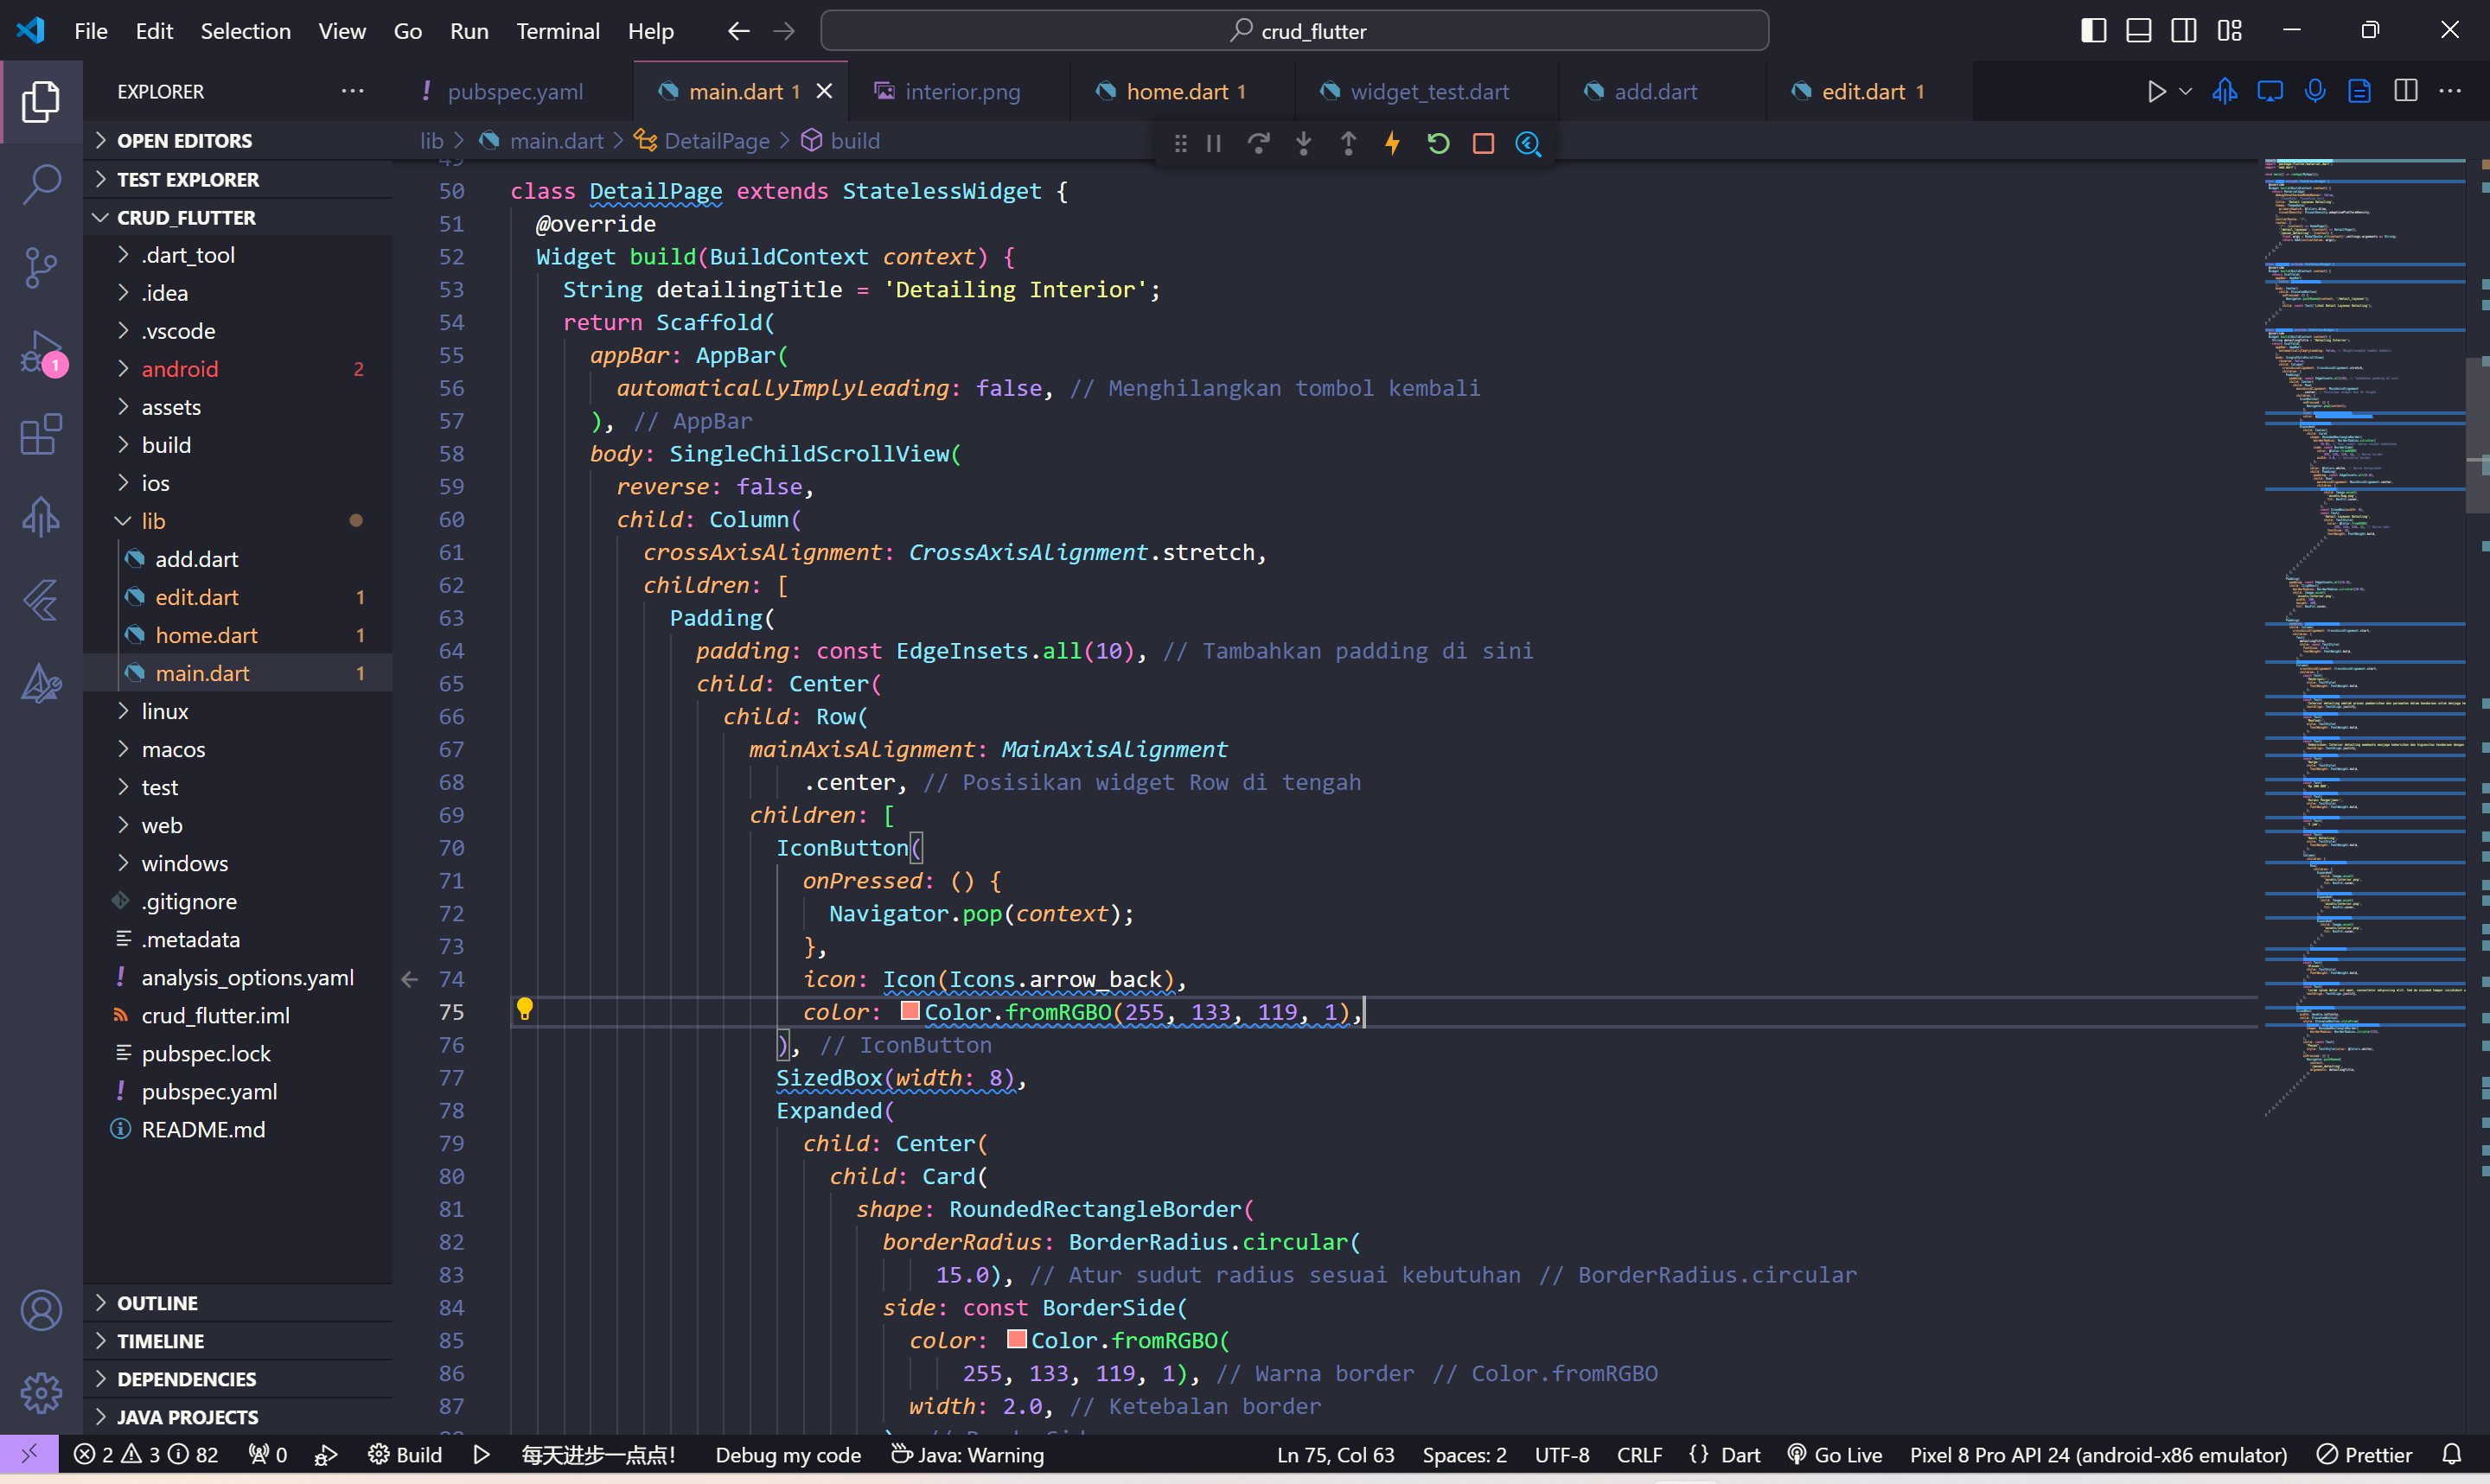 File Edit Selection View Go Run Terminal Help
crud_flutter
EXPLORER
pubspec.yaml
main.dart 1
interior.png
home.dart 1
widget_test.dart
add.dart
edit.dart 1
OPEN EDITORS
TEST EXPLORER
CRUD_FLUTTER
.dart_tool
.idea
.vscode
android 2
assets
build
ios
lib
add.dart
edit.dart 1
home.dart 1
main.dart 1
linux
macos
test
web
windows
.gitignore
.metadata
analysis_options.yaml
crud_flutter.iml
pubspec.lock
pubspec.yaml
README.md
OUTLINE
TIMELINE
DEPENDENCIES
JAVA PROJECTS
1
lib > main.dart > DetailPage > build
49
50 class DetailPage extends StatelessWidget {
51 @override
52 Widget build(BuildContext context) {
53 String detailingTitle = 'Detailing Interior';
54 return Scaffold(
55 appBar: AppBar(
56 automaticallyImplyLeading: false, // Menghilangkan tombol kembali
57 ), // AppBar
58 body: SingleChildScrollView(
59 reverse: false,
60 child: Column(
61 crossAxisAlignment: CrossAxisAlignment.stretch,
62 children: [
63 Padding(
64 padding: const EdgeInsets.all(10), // Tambahkan padding di sini
65 child: Center(
66 child: Row(
67 mainAxisAlignment: MainAxisAlignment
68 .center, // Posisikan widget Row di tengah
69 children: [
70 IconButton(
71 onPressed: () {
72 Navigator.pop(context);
73 },
74 icon: Icon(Icons.arrow_back),
75 color: Color.fromRGBO(255, 133, 119, 1),
76 ), // IconButton
77 SizedBox(width: 8),
78 Expanded(
79 child: Center(
80 child: Card(
81 shape: RoundedRectangleBorder(
82 borderRadius: BorderRadius.circular(
83 15.0), // Atur sudut radius sesuai kebutuhan // BorderRadius.circular
84 side: const BorderSide(
85 color: Color.fromRGBO(
86 255, 133, 119, 1), // Warna border // Color.fromRGBO
87 width: 2.0, // Ketebalan border
2 3 82 0 Build 每天进步一点点! Debug my code Java: Warning Ln 75, Col 63 Spaces: 2 UTF-8 CRLF {} Dart Go Live Pixel 8 Pro API 24 (android-x86 emulator) Prettier